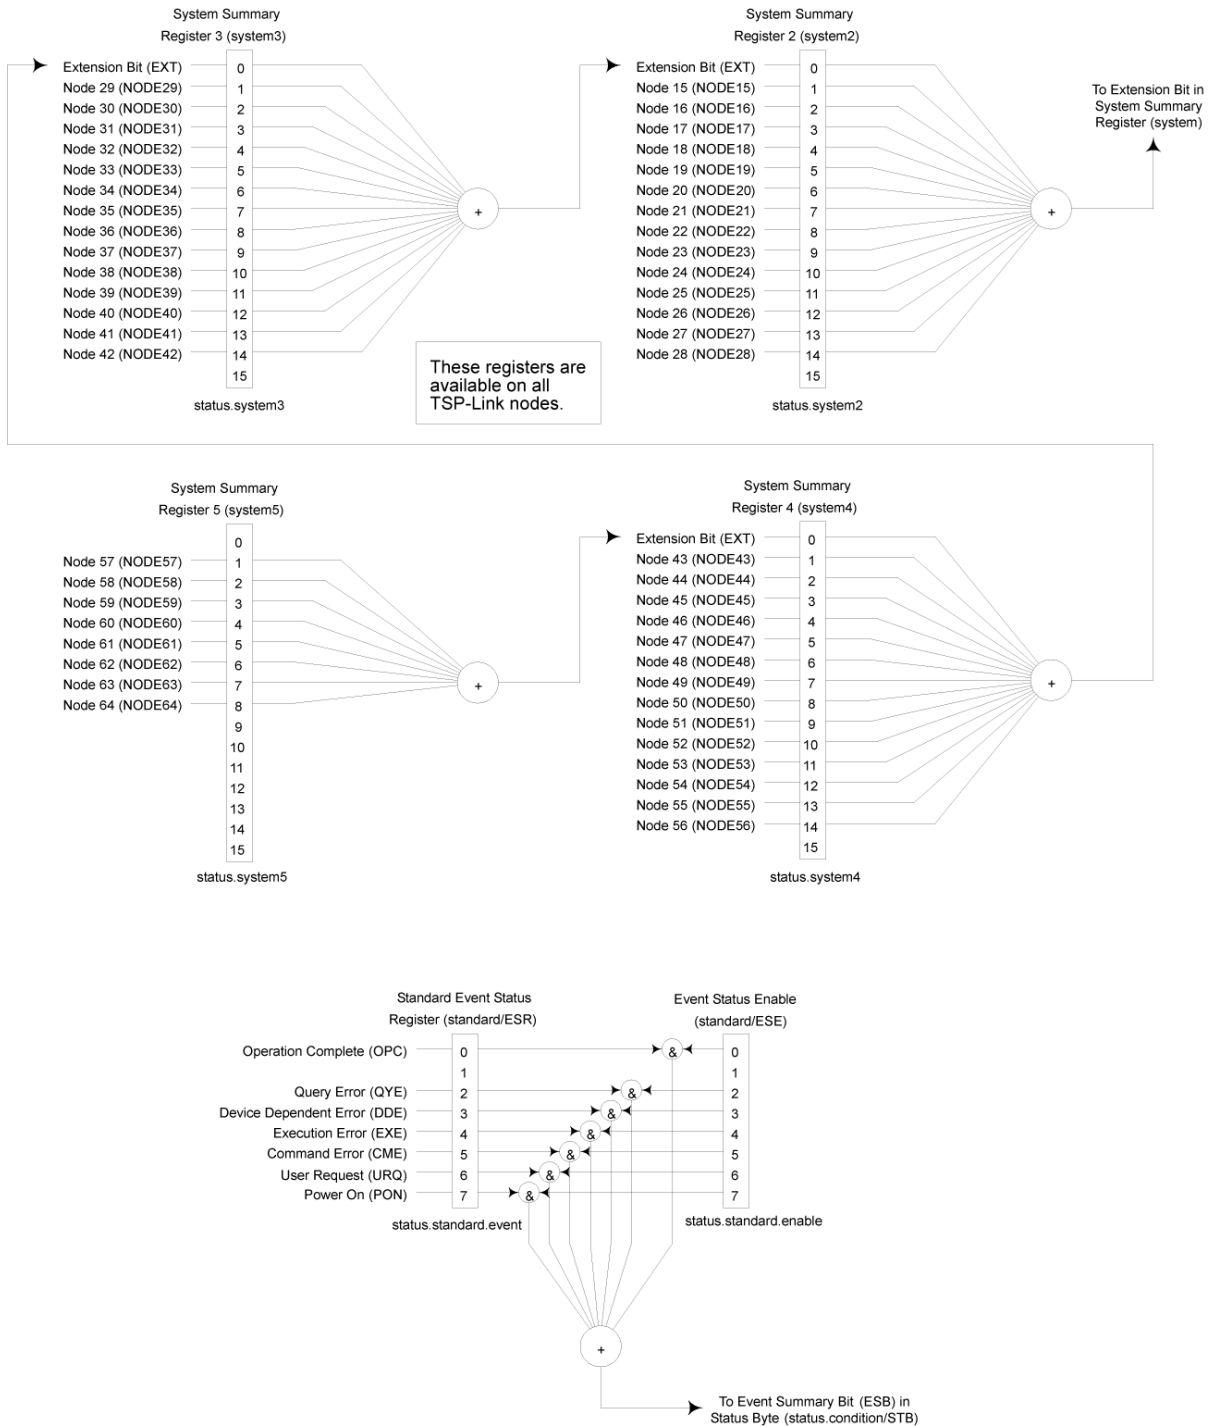 System Summary
Register 3 (system3)
Extension Bit (EXT) 0
Node 29 (NODE29) 1
Node 30 (NODE30) 2
Node 31 (NODE31) 3
Node 32 (NODE32) 4
Node 33 (NODE33) 5
Node 34 (NODE34) 6
Node 35 (NODE35) 7
Node 36 (NODE36) 8
Node 37 (NODE37) 9
Node 38 (NODE38) 10
Node 39 (NODE39) 11
Node 40 (NODE40) 12
Node 41 (NODE41) 13
Node 42 (NODE42) 14
15
status.system3
+
System Summary
Register 2 (system2)
Extension Bit (EXT) 0
Node 15 (NODE15) 1
Node 16 (NODE16) 2
Node 17 (NODE17) 3
Node 18 (NODE18) 4
Node 19 (NODE19) 5
Node 20 (NODE20) 6
Node 21 (NODE21) 7
Node 22 (NODE22) 8
Node 23 (NODE23) 9
Node 24 (NODE24) 10
Node 25 (NODE25) 11
Node 26 (NODE26) 12
Node 27 (NODE27) 13
Node 28 (NODE28) 14
15
status.system2
+
To Extension Bit in
System Summary
Register (system)
These registers are
available on all
TSP-Link nodes.
System Summary
Register 5 (system5)
0
Node 57 (NODE57) 1
Node 58 (NODE58) 2
Node 59 (NODE59) 3
Node 60 (NODE60) 4
Node 61 (NODE61) 5
Node 62 (NODE62) 6
Node 63 (NODE63) 7
Node 64 (NODE64) 8
9
10
11
12
13
14
15
status.system5
+
System Summary
Register 4 (system4)
Extension Bit (EXT) 0
Node 43 (NODE43) 1
Node 44 (NODE44) 2
Node 45 (NODE45) 3
Node 46 (NODE46) 4
Node 47 (NODE47) 5
Node 48 (NODE48) 6
Node 49 (NODE49) 7
Node 50 (NODE50) 8
Node 51 (NODE51) 9
Node 52 (NODE52) 10
Node 53 (NODE53) 11
Node 54 (NODE54) 12
Node 55 (NODE55) 13
Node 56 (NODE56) 14
15
status.system4
+
Standard Event Status
Register (standard/ESR)
Event Status Enable
(standard/ESE)
Operation Complete (OPC) 0 & 0
1 1
Query Error (QYE) 2 & 2
Device Dependent Error (DDE) 3 & 3
Execution Error (EXE) 4 & 4
Command Error (CME) 5 & 5
User Request (URQ) 6 & 6
Power On (PON) 7 & 7
status.standard.event
status.standard.enable
+
To Event Summary Bit (ESB) in
Status Byte (status.condition/STB)